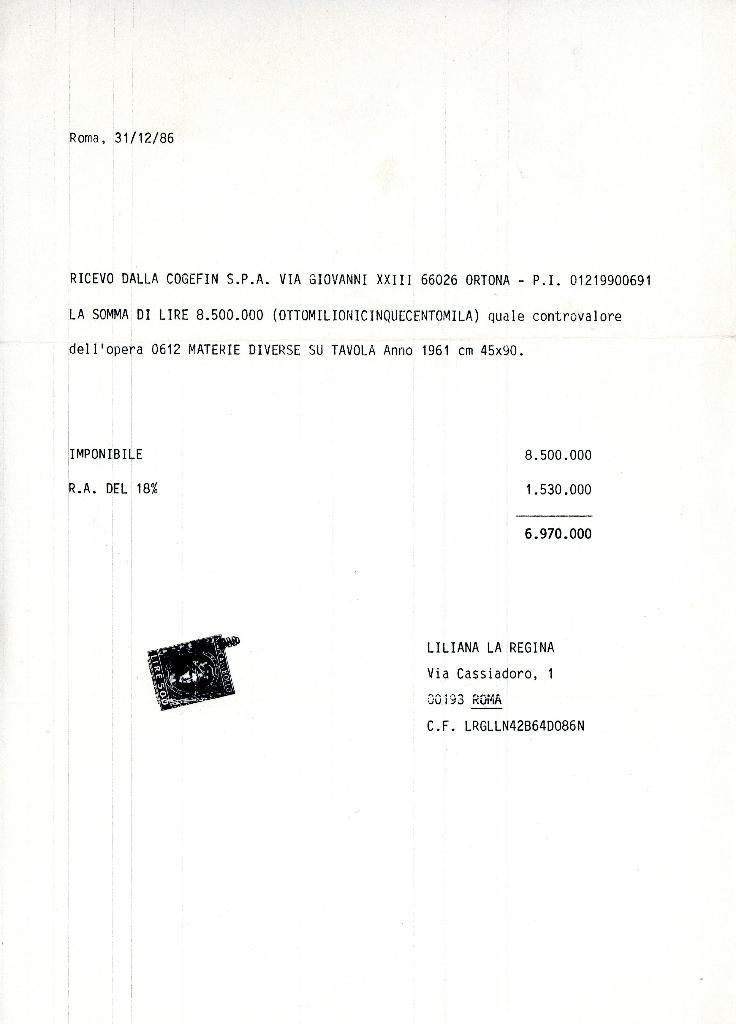 Roma, 31/12/86
RICEVO DALLA COGEFIN S.P.A. VIA GIOVANNI XXIII 66026 ORTONA - P.I. 01219900691
LA SOMMA DI LIRE 8.500.000 (OTTOMILIONICINQUECENTOMILA) quale controvalore
dell'opera 0612 MATERIE DIVERSE SU TAVOLA Anno 1961 cm 45x90.
IMPONIBILE 8.500.000
R.A. DEL 18% 1.530.000
6.970.000
LIRE 500
LILIANA LA REGINA
Via Cassiadoro, 1
00193 ROMA
C.F. LRGLLN42B64D086N